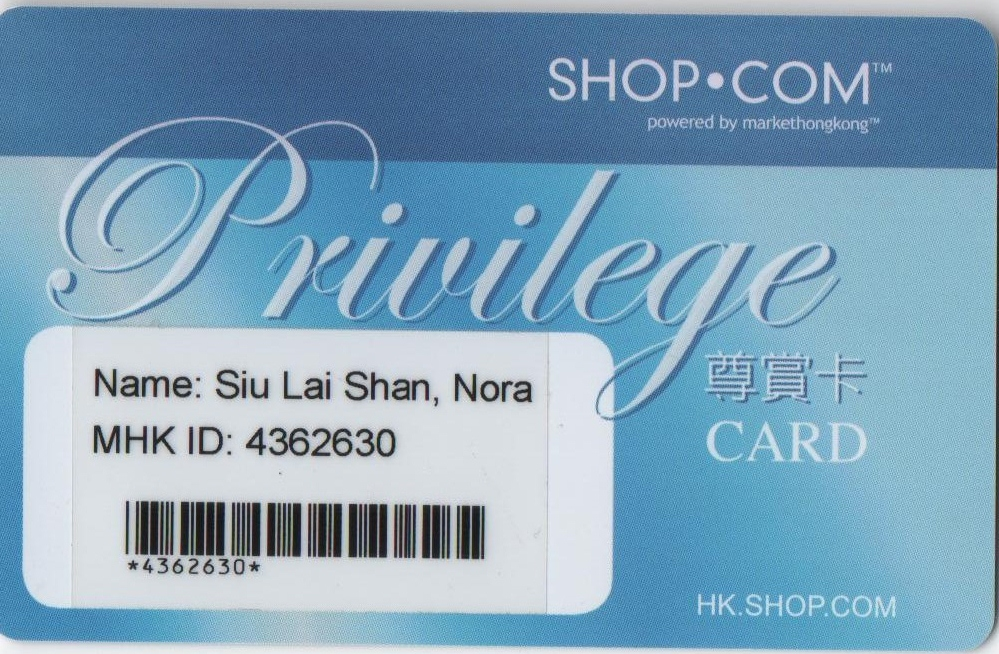 SHOP•COM™
powered by markethongkong™
Privilege
尊賞卡
CARD
Name: Siu Lai Shan, Nora
MHK ID: 4362630
*4362630*
HK.SHOP.COM